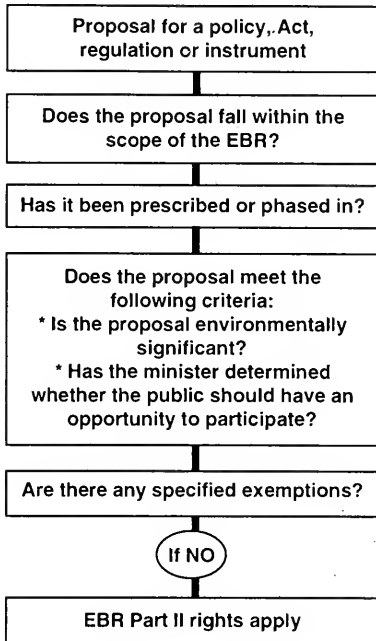 Proposal for a policy,. Act,
regulation or instrument
Does the proposal fall within the
scope of the EBR?
Has it been prescribed or phased in?
Does the proposal meet the
following criteria:
* Is the proposal environmentally
significant?
* Has the minister determined
whether the public should have an
opportunity to participate?
Are there any specified exemptions?
If NO
EBR Part II rights apply